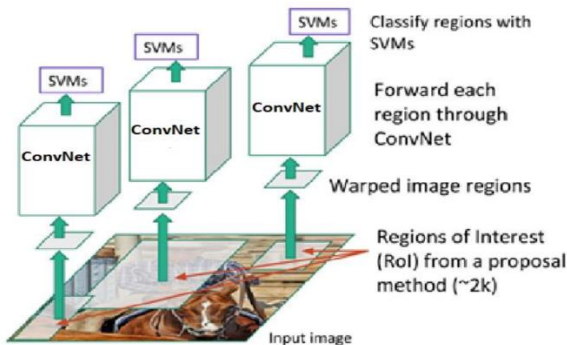 SVMs
Classify regions with
SVMs
SVMs
SVMs
ConvNet
ConvNet
ConvNet
Forward each
region through
ConvNet
Warped image regions
Regions of Interest
(RoI) from a proposal
method (~2k)
Input image